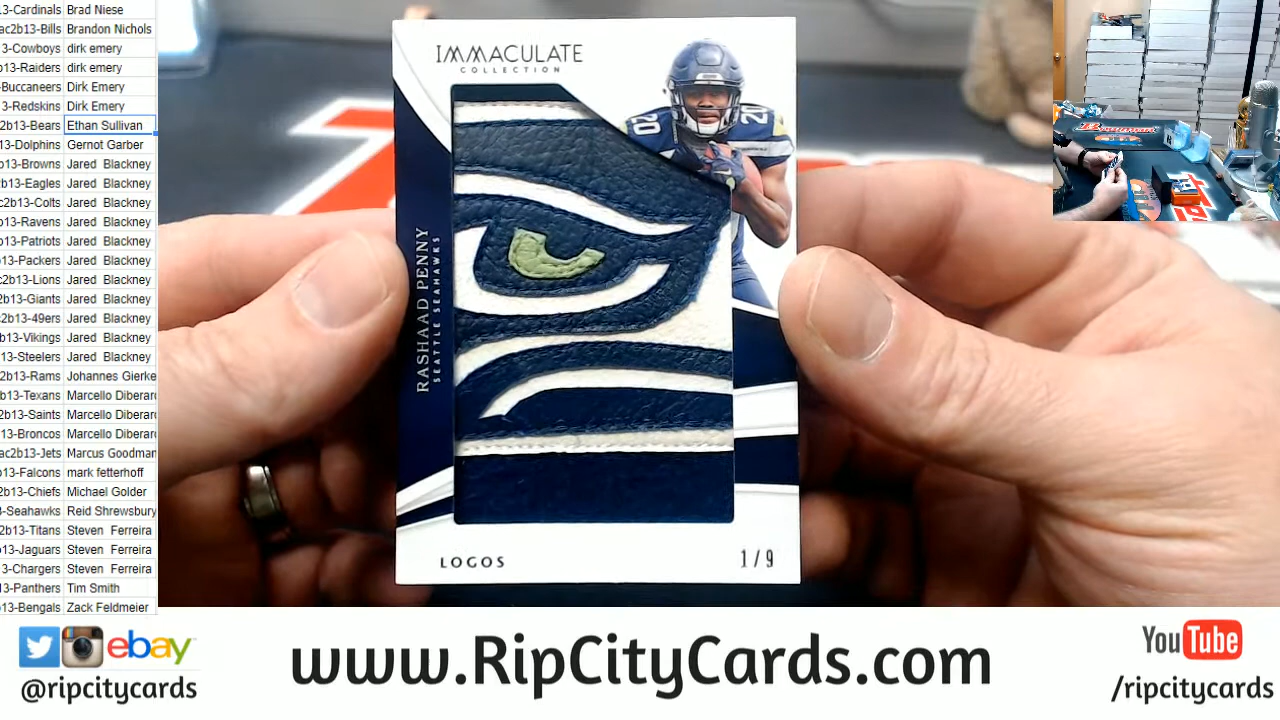 13-Cardinals Brad Niese
ac2b13-Bills Brandon Nichols
3-Cowboys dirk emery
b13-Raiders dirk emery
-Buccaneers Dirk Emery
3-Redskins Dirk Emery
2b13-Bears Ethan Sullivan
13-Dolphins Gernot Garber
b13-Browns Jared Blackney
b13-Eagles Jared Blackney
c2b13-Colts Jared Blackney
b13-Ravens Jared Blackney
13-Patriots Jared Blackney
13-Packers Jared Blackney
c2b13-Lions Jared Blackney
2b13-Giants Jared Blackney
c2b13-49ers Jared Blackney
b13-Vikings Jared Blackney
13-Steelers Jared Blackney
2b13-Rams Johannes Gierke
b13-Texans Marcello Diberar
2b13-Saints Marcello Diberar
13-Broncos Marcello Diberar
ac2b13-Jets Marcus Goodman
b13-Falcons mark fetterhoff
2b13-Chiefs Michael Golder
3-Seahawks Reid Shrewsbury
2b13-Titans Steven Ferreira
b13-Jaguars Steven Ferreira
3-Chargers Steven Ferreira
13-Panthers Tim Smith
13-Bengals Zack Feldmeier
IMMACULATE
COLLECTION
20
20
RASHAAD PENNY
SEATTLE SEAHAWKS
LOGOS
1/9
ebay
@ripcitycards
www.RipCityCards.com
YouTube
/ripcitycards